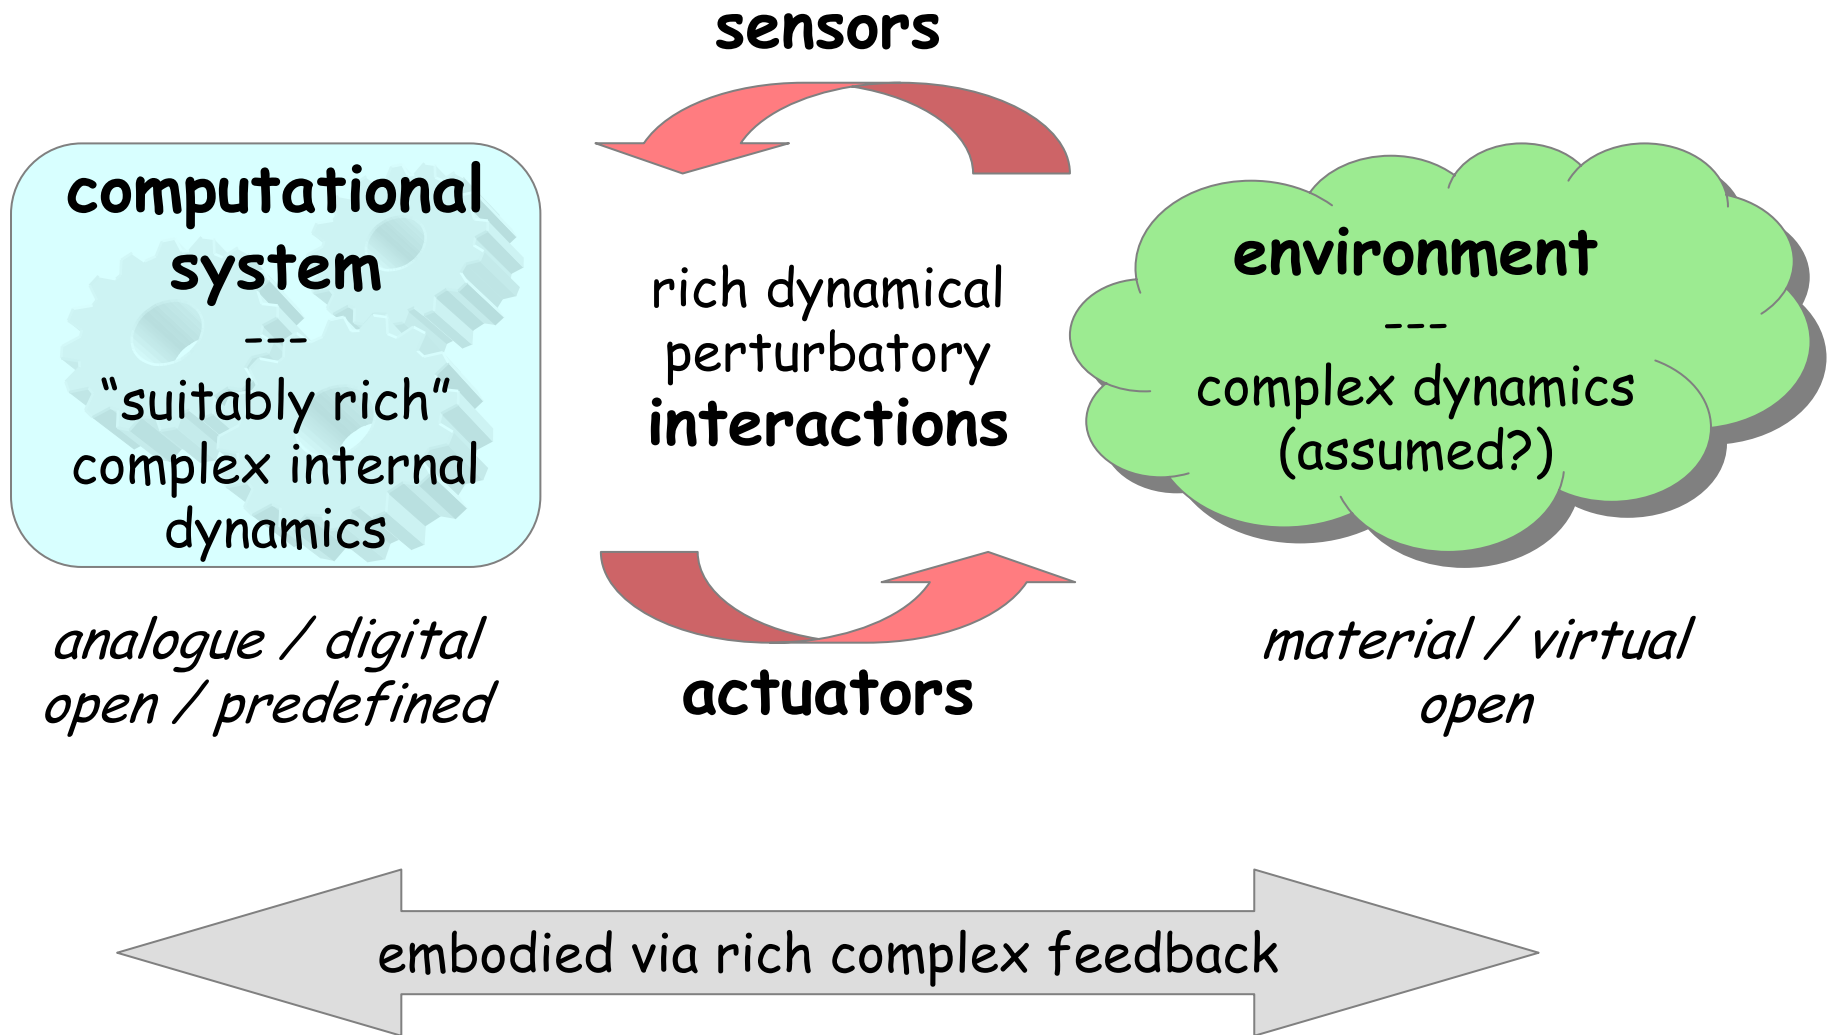 sensors
computational
system
---
“suitably rich”
complex internal
dynamics
analogue / digital
open / predefined
rich dynamical
perturbatory
interactions
actuators
environment
---
complex dynamics
(assumed?)
material / virtual
open
embodied via rich complex feedback